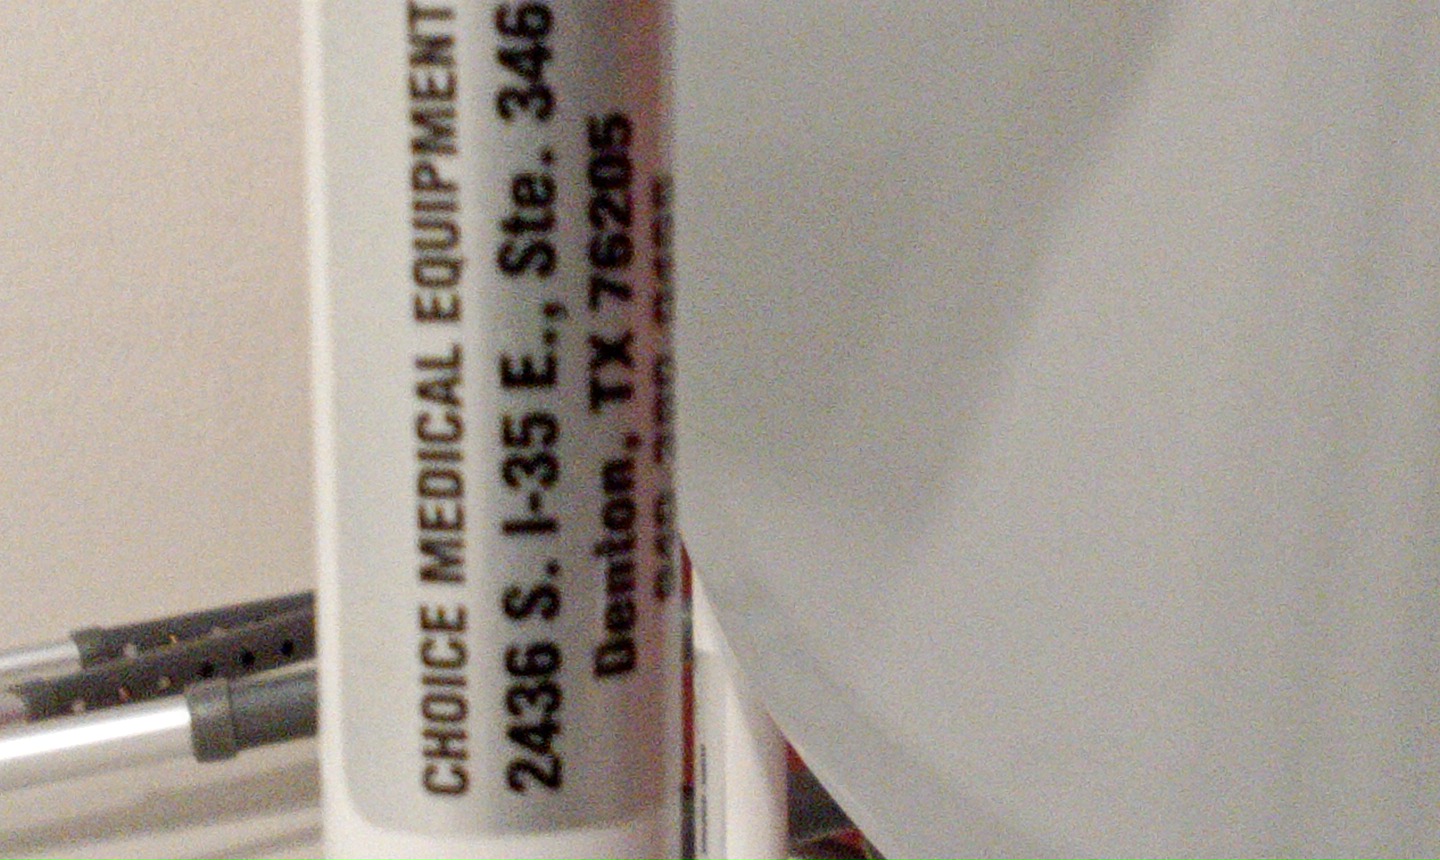 CHOICE MEDICAL EQUIPMENT
2436 S. I-35 E., Ste. 346
Denton, TX 76205